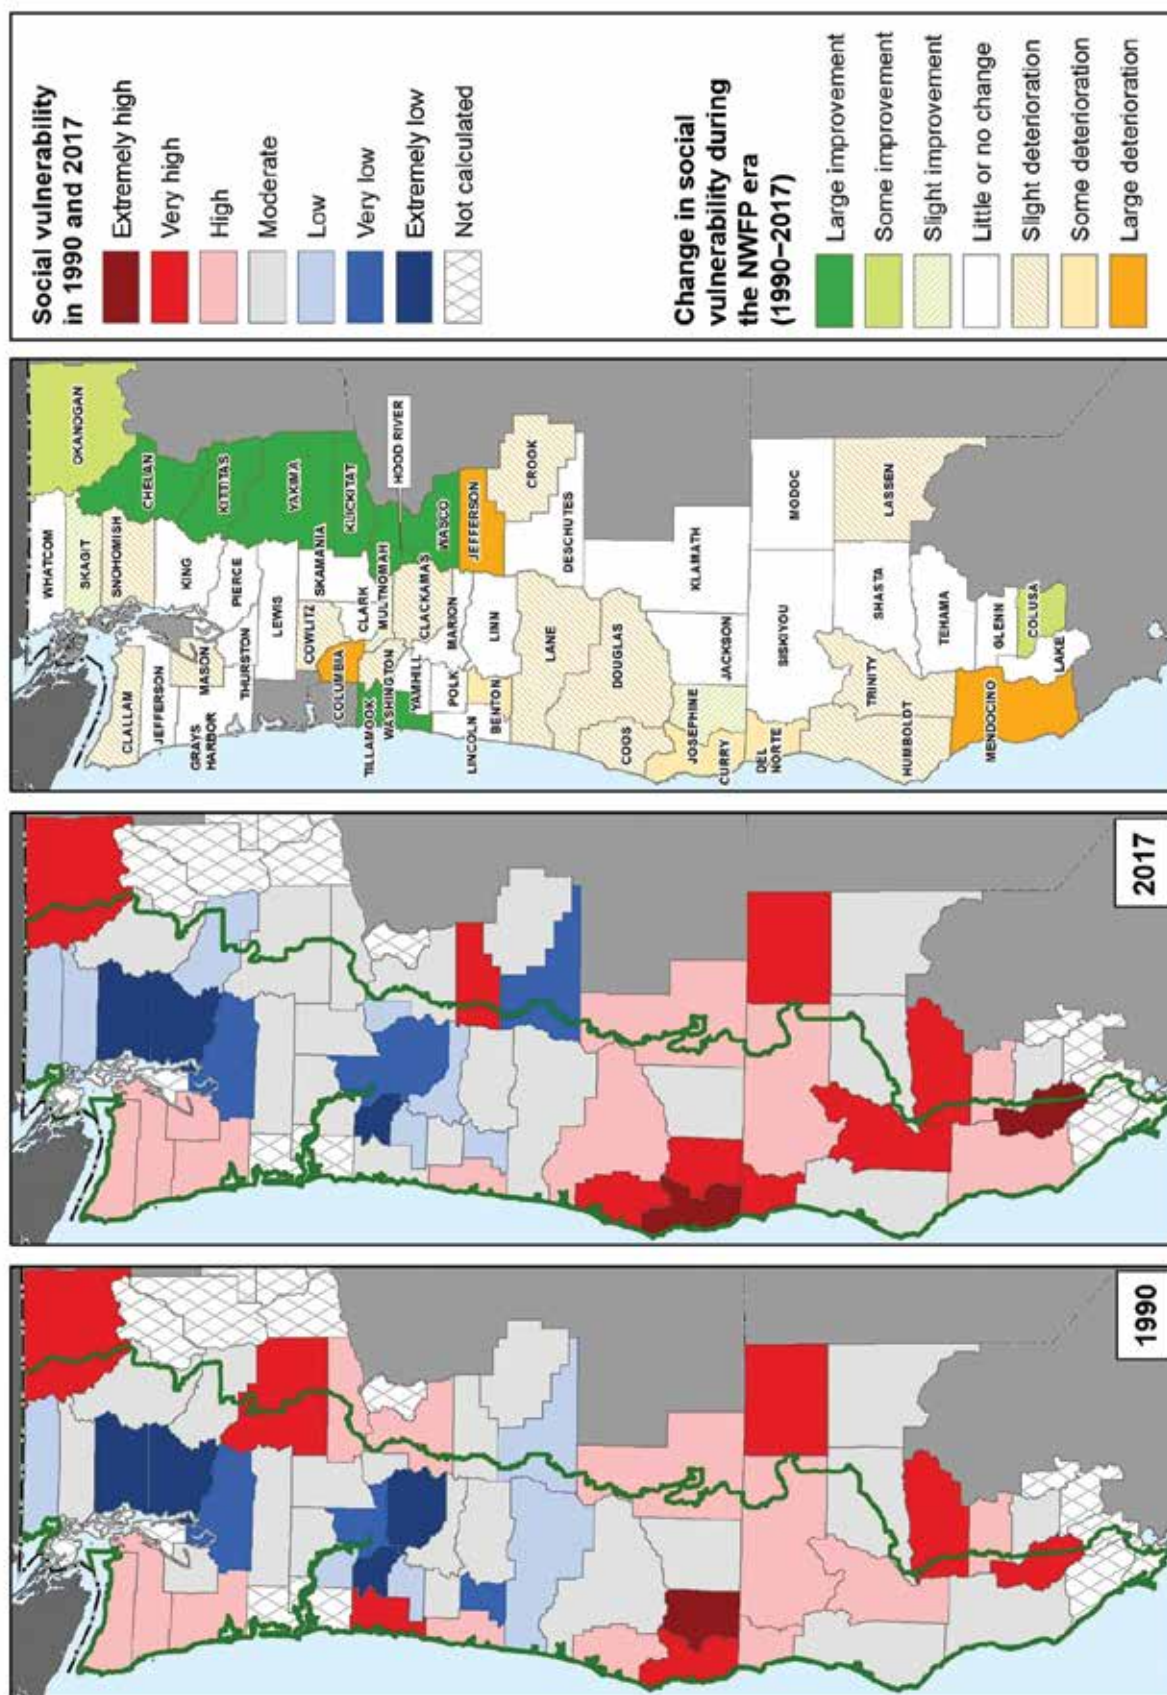 Social vulnerability
in 1990 and 2017
Extremely high
Very high
High
Moderate
Low
Very low
Extremely low
Not calculated
Change in social
vulnerability during
the NWFP era
(1990–2017)
Large improvement
Some improvement
Slight improvement
Little or no change
Slight deterioration
Some deterioration
Large deterioration
WHATCOM
OKANOGAN
SKAGIT
SNOHOMISH
CHELAN
CLALLAM
JEFFERSON
KING
KITTITAS
MASON
GRAYS
HARBOR
PIERCE
THURSTON
YAKIMA
LEWIS
SKAMANIA
COWLITZ
KLICKITAT
COLUMBIA
CLARK
HOOD RIVER
MULTNOMAH
TILLAMOOK
WASHINGTON
YAMHILL
CLACKAMAS
WASCO
MARION
POLK
JEFFERSON
LINCOLN
BENTON
LINN
CROOK
LANE
DESCHUTES
DOUGLAS
COOS
KLAMATH
JOSEPHINE
JACKSON
CURRY
DEL
NORTE
SISKIYOU
MODOC
TRINITY
SHASTA
LASSEN
HUMBOLDT
TEHAMA
MENDOCINO
GLENN
COLUSA
LAKE
2017
1990